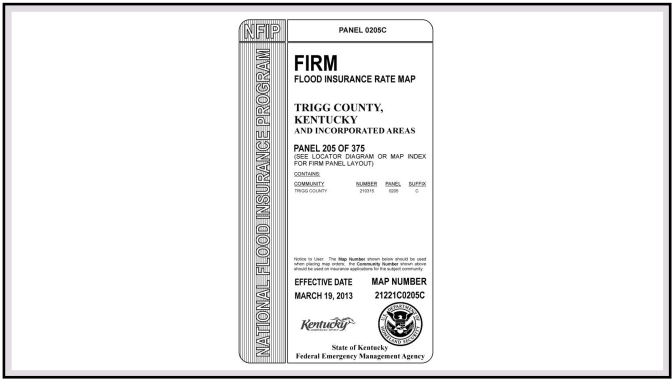 NFIP
PANEL 0205C
NATIONAL FLOOD INSURANCE PROGRAM
FIRM
FLOOD INSURANCE RATE MAP
TRIGG COUNTY,
KENTUCKY
AND INCORPORATED AREAS
PANEL 205 OF 375
(SEE LOCATOR DIAGRAM OR MAP INDEX
FOR FIRM PANEL LAYOUT)
CONTAINS:
COMMUNITY NUMBER PANEL SUFFIX
TRIGG COUNTY 210315 0205 C
Notice to User: The Map Number shown below should be used
when placing map orders; the Community Number shown above
should be used on insurance applications for the subject community.
EFFECTIVE DATE
MARCH 19, 2013
MAP NUMBER
21221C0205C
Kentucky
U.S. DEPARTMENT OF
HOMELAND SECURITY
State of Kentucky
Federal Emergency Management Agency